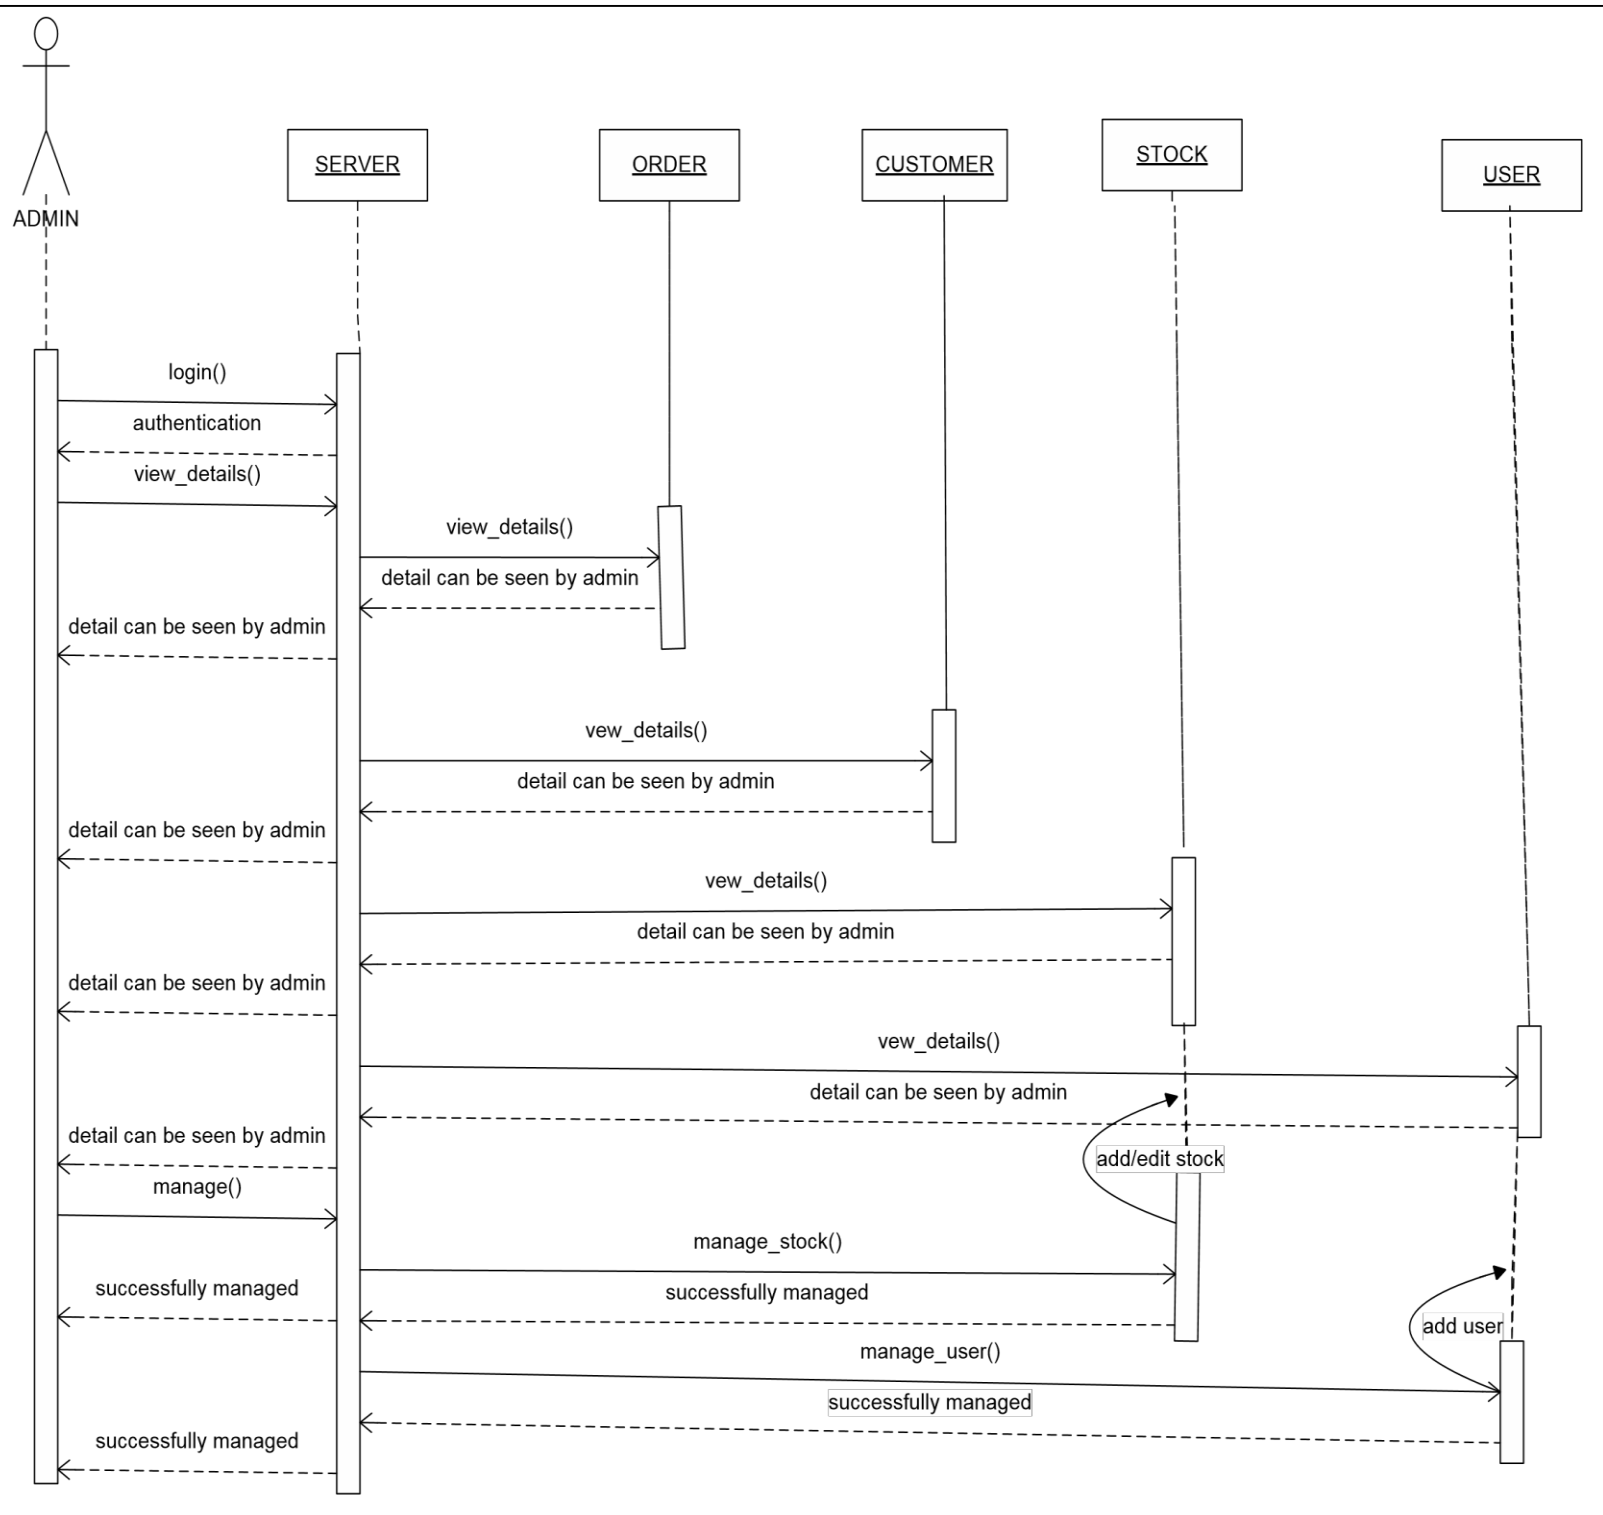 ADMIN
SERVER
ORDER
CUSTOMER
STOCK
USER
login()
authentication
view_details()
view_details()
detail can be seen by admin
detail can be seen by admin
vew_details()
detail can be seen by admin
detail can be seen by admin
vew_details()
detail can be seen by admin
detail can be seen by admin
vew_details()
detail can be seen by admin
detail can be seen by admin
add/edit stock
manage()
manage_stock()
successfully managed
successfully managed
add user
manage_user()
successfully managed
successfully managed